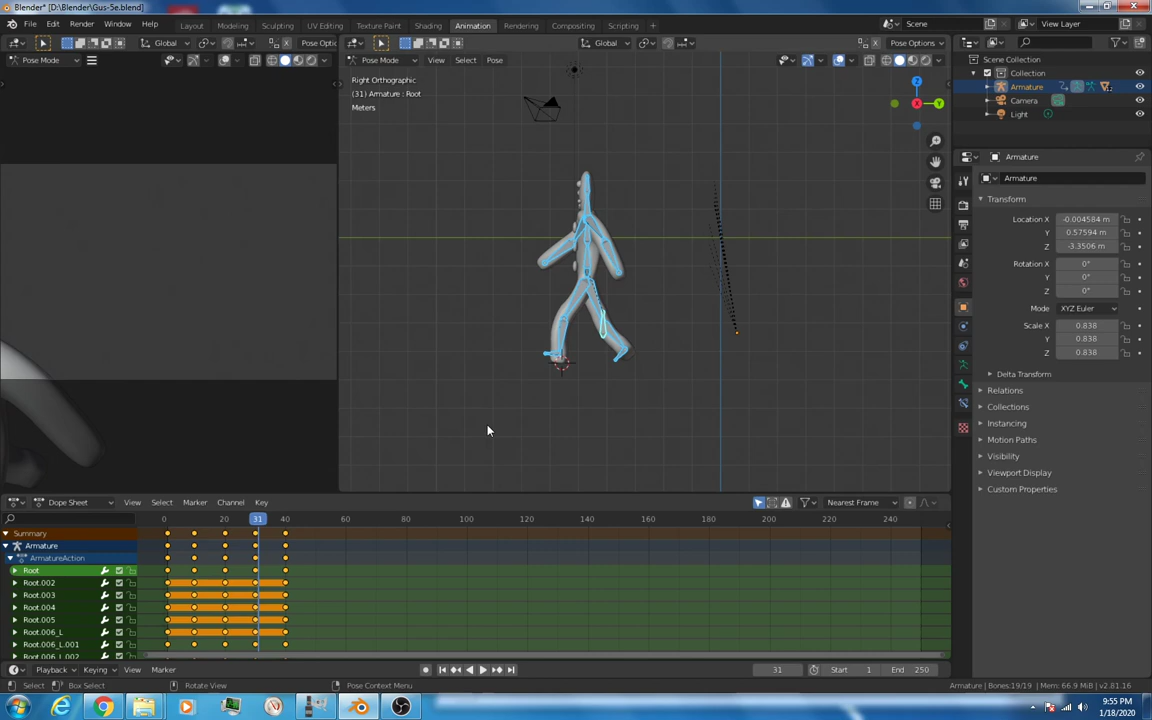 Blender* [D:\Blender\Gus-5e.blend]
File Edit Render Window Help Layout Modeling Sculpting UV Editing Texture Paint Shading Animation Rendering Compositing Scripting + Scene View Layer
Global Pose Optic Global Pose Options
Pose Mode Pose Mode View Select Pose
Scene Collection
Collection
Armature
Camera
Light
Right Orthographic
(31) Armature : Root
Meters
Z
X
Y
Armature
Armature
Transform
Location X -0.004584 m
Y 0.57594 m
Z -3.3506 m
Rotation X 0°
Y 0°
Z 0°
Mode XYZ Euler
Scale X 0.838
Y 0.838
Z 0.838
Delta Transform
Relations
Collections
Instancing
Motion Paths
Visibility
Viewport Display
Custom Properties
Dope Sheet View Select Marker Channel Key Nearest Frame
0 20 31 40 60 80 100 120 140 160 180 200 220 240
Summary
Armature
ArmatureAction
Root
Root.002
Root.003
Root.004
Root.005
Root.006_L
Root.006_L.001
Root.006_L.002
Playback Keying View Marker 31 Start 1 End 250
Select Box Select Rotate View Pose Context Menu Armature | Bones:19/19 | Mem: 66.9 MiB | v2.81.16
9:55 PM
1/18/2020